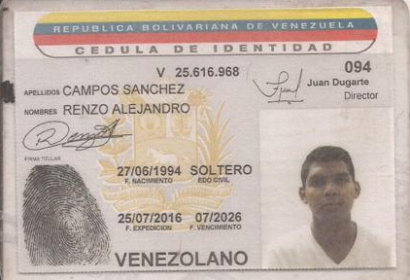 REPUBLICA BOLIVARIANA DE VENEZUELA
CEDULA DE IDENTIDAD
V 25.616.968
094
APELLIDOS CAMPOS SANCHEZ
Juan Dugarte
Director
NOMBRES RENZO ALEJANDRO
FIRMA TITULAR
27/06/1994 SOLTERO
F. NACIMIENTO EDO CIVIL
25/07/2016 07/2026
F. EXPEDICION F. VENCIMIENTO
VENEZOLANO